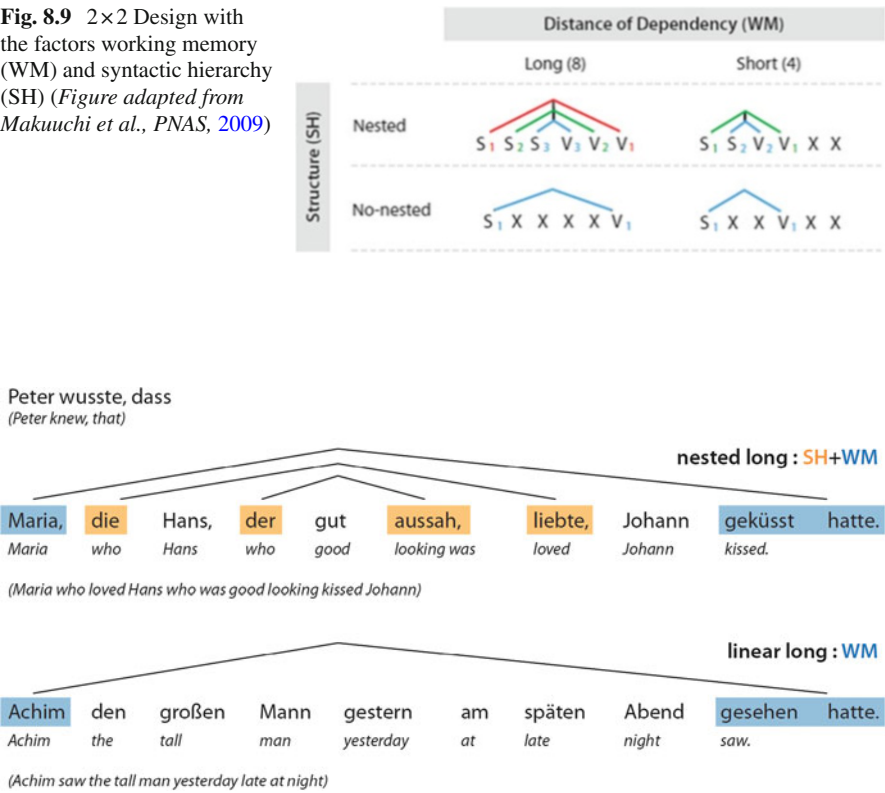 Fig. 8.9 2×2 Design with
the factors working memory
(WM) and syntactic hierarchy
(SH) (Figure adapted from
Makuuchi et al., PNAS, 2009)
Distance of Dependency (WM)
Long (8) Short (4)
Structure (SH)
Nested
S1 S2 S3 V3 V2 V1 S1 S2 V2 V1 X X
No-nested
S1 X X X X V1 S1 X X V1 X X
Peter wusste, dass
(Peter knew, that)
nested long : SH+WM
Maria, die Hans, der gut aussah, liebte, Johann geküsst hatte.
Maria who Hans who good looking was loved Johann kissed.
(Maria who loved Hans who was good looking kissed Johann)
linear long : WM
Achim den großen Mann gestern am späten Abend gesehen hatte.
Achim the tall man yesterday at late night saw.
(Achim saw the tall man yesterday late at night)